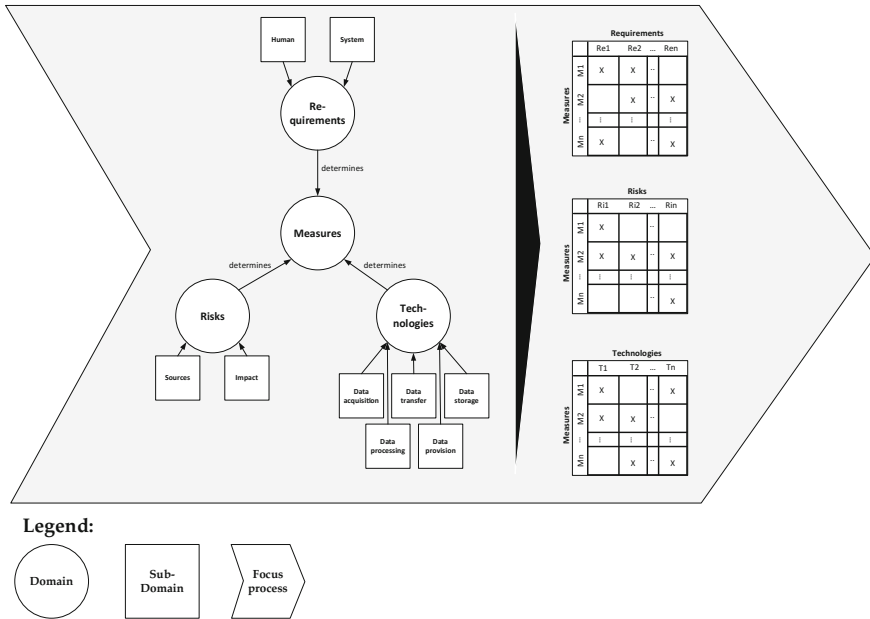 Human
System
Re-
quirements
determines
Measures
determines
determines
Risks
Tech-
nologies
Sources
Impact
Data
acquisition
Data
transfer
Data
storage
Data
processing
Data
provision
Requirements
Re1 Re2 ... Ren
Measures
M1 X X ..
M2 X .. X
... ... ... ...
Mn X .. X
Risks
Ri1 Ri2 ... Rin
Measures
M1 X ..
M2 X X .. X
... ... ... ...
Mn .. X
Technologies
T1 T2 ... Tn
Measures
M1 X .. X
M2 X X ..
... ... ... ...
Mn X .. X
Legend:
Domain
Sub-
Domain
Focus
process